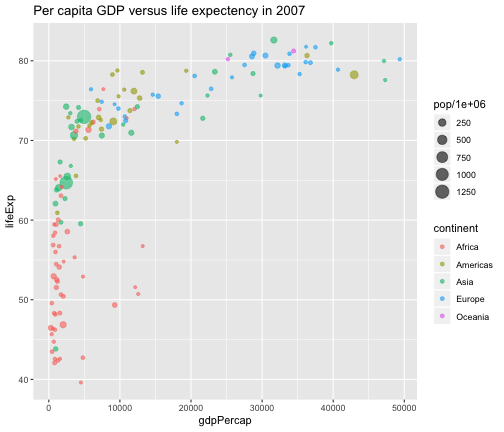 Per capita GDP versus life expectency in 2007
80
70
60
50
40
lifeExp
0
10000
20000
30000
40000
50000
gdpPercap
pop/1e+06
250
500
750
1000
1250
continent
Africa
Americas
Asia
Europe
Oceania